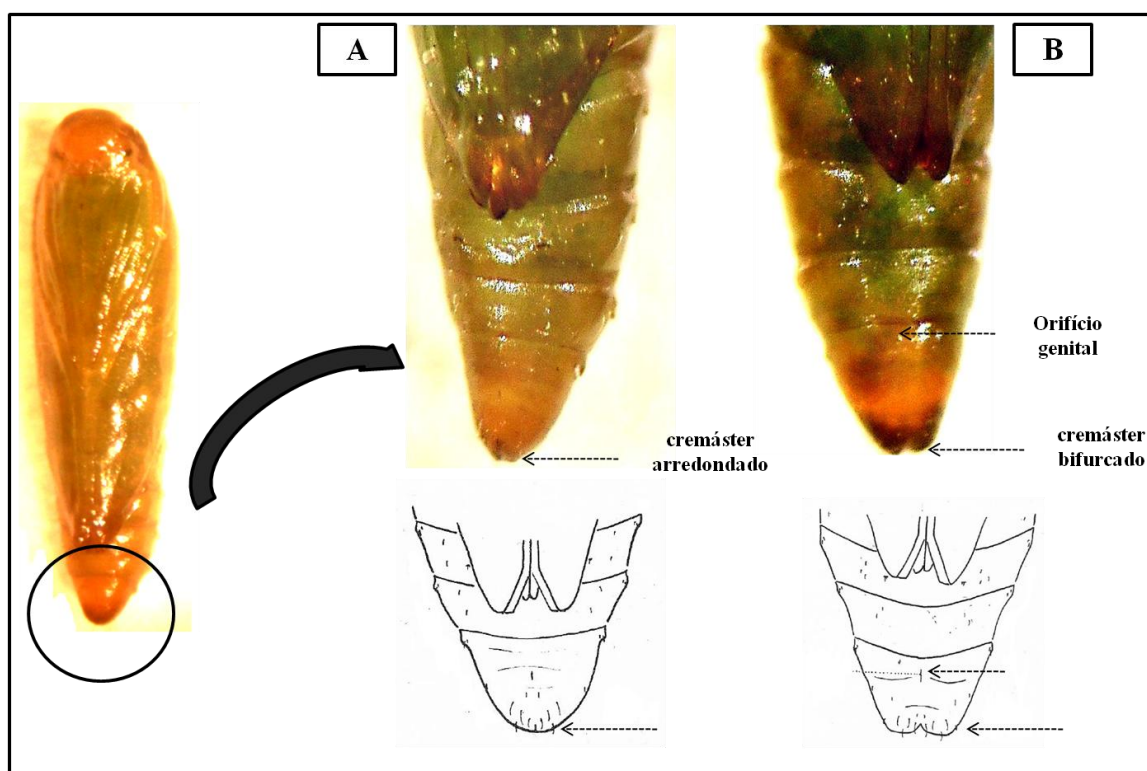 A
B
Orifício
genital
cremáster
arredondado
cremáster
bifurcado